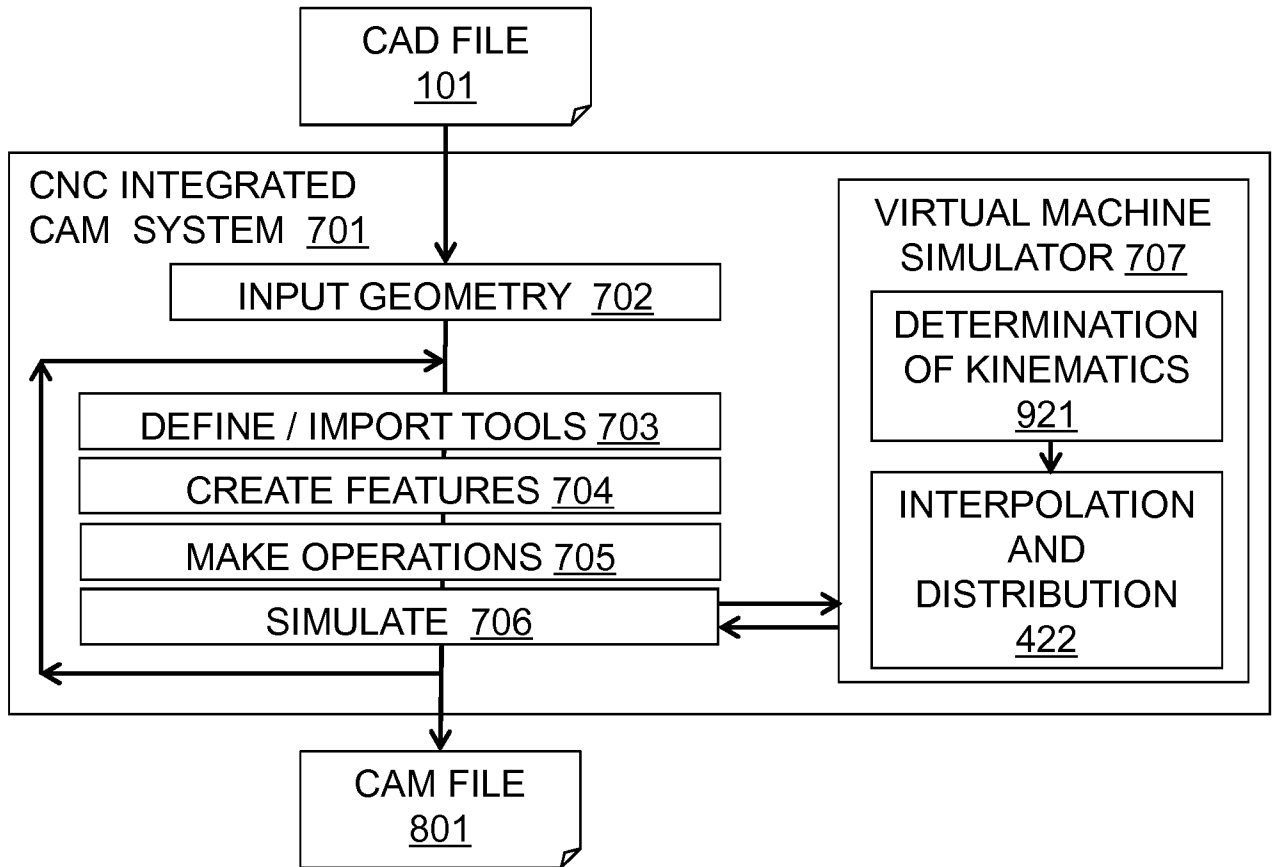 CAD FILE
101
CNC INTEGRATED
CAM SYSTEM 701
INPUT GEOMETRY 702
DEFINE / IMPORT TOOLS 703
CREATE FEATURES 704
MAKE OPERATIONS 705
SIMULATE 706
VIRTUAL MACHINE
SIMULATOR 707
DETERMINATION
OF KINEMATICS
921
INTERPOLATION
AND
DISTRIBUTION
422
CAM FILE
801